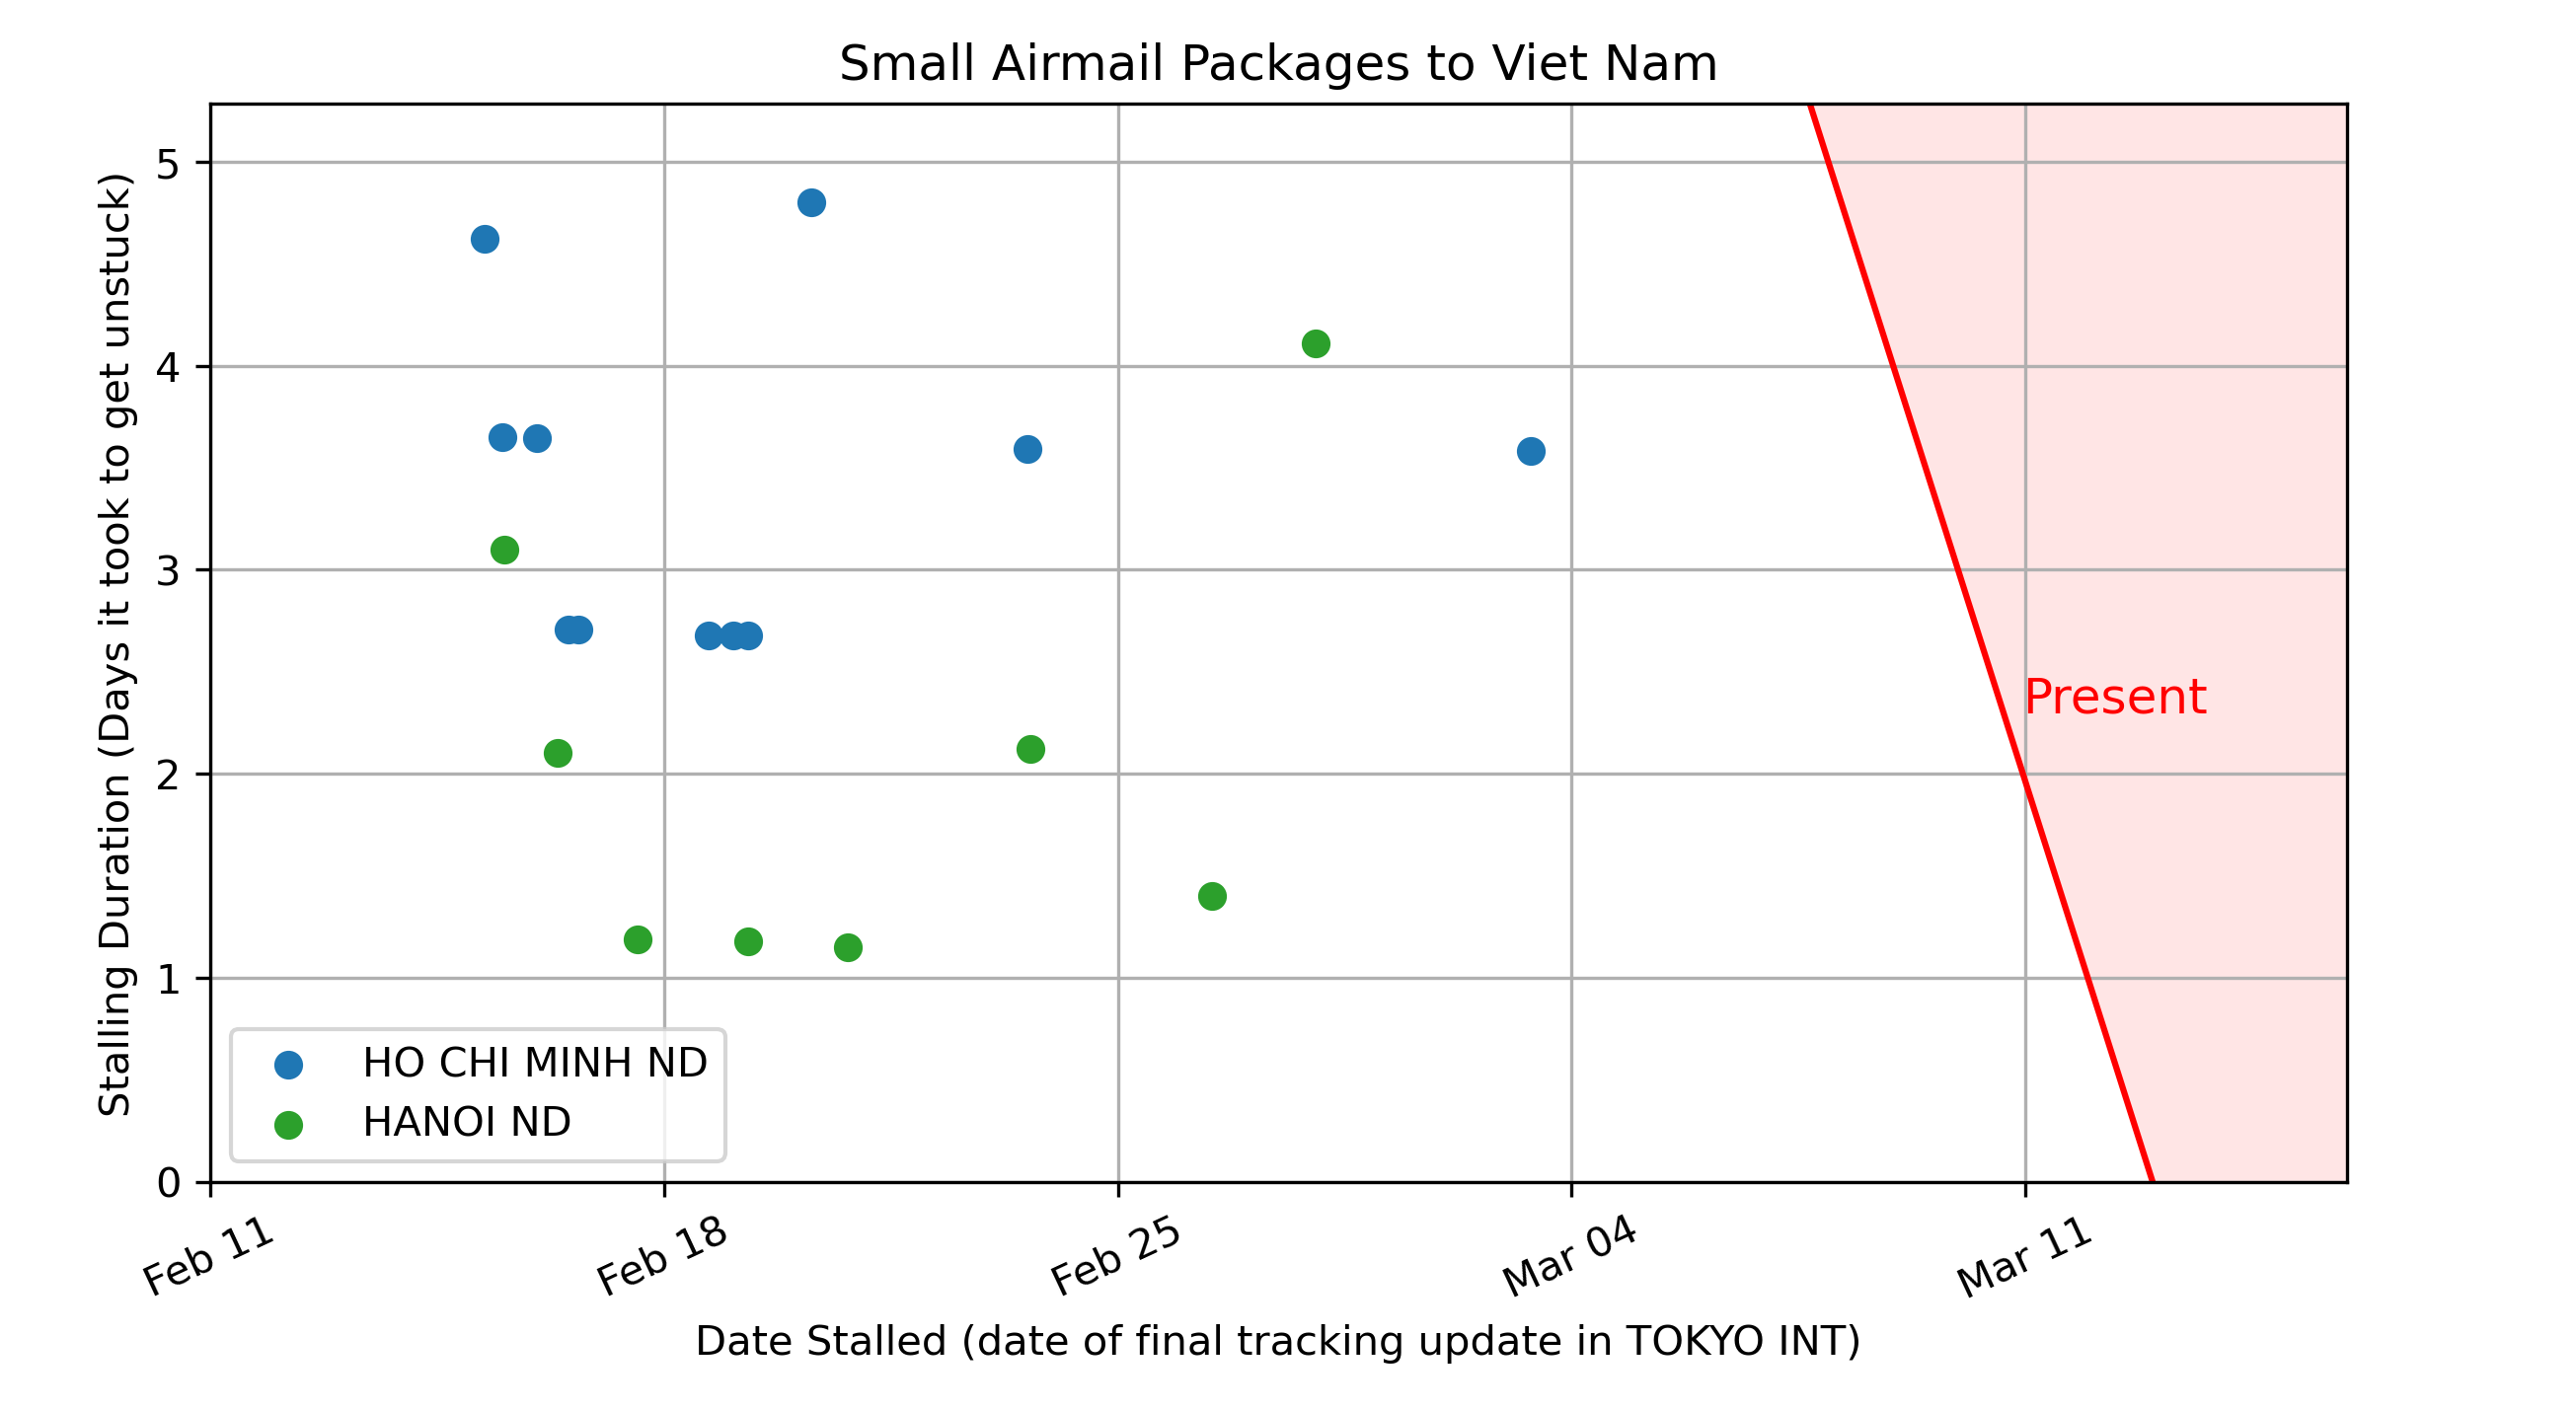 Small Airmail Packages to Viet Nam
Stalling Duration (Days it took to get unstuck)
5
4
3
2
1
0
Present
HO CHI MINH ND
HANOI ND
Feb 11
Feb 18
Feb 25
Mar 04
Mar 11
Date Stalled (date of final tracking update in TOKYO INT)